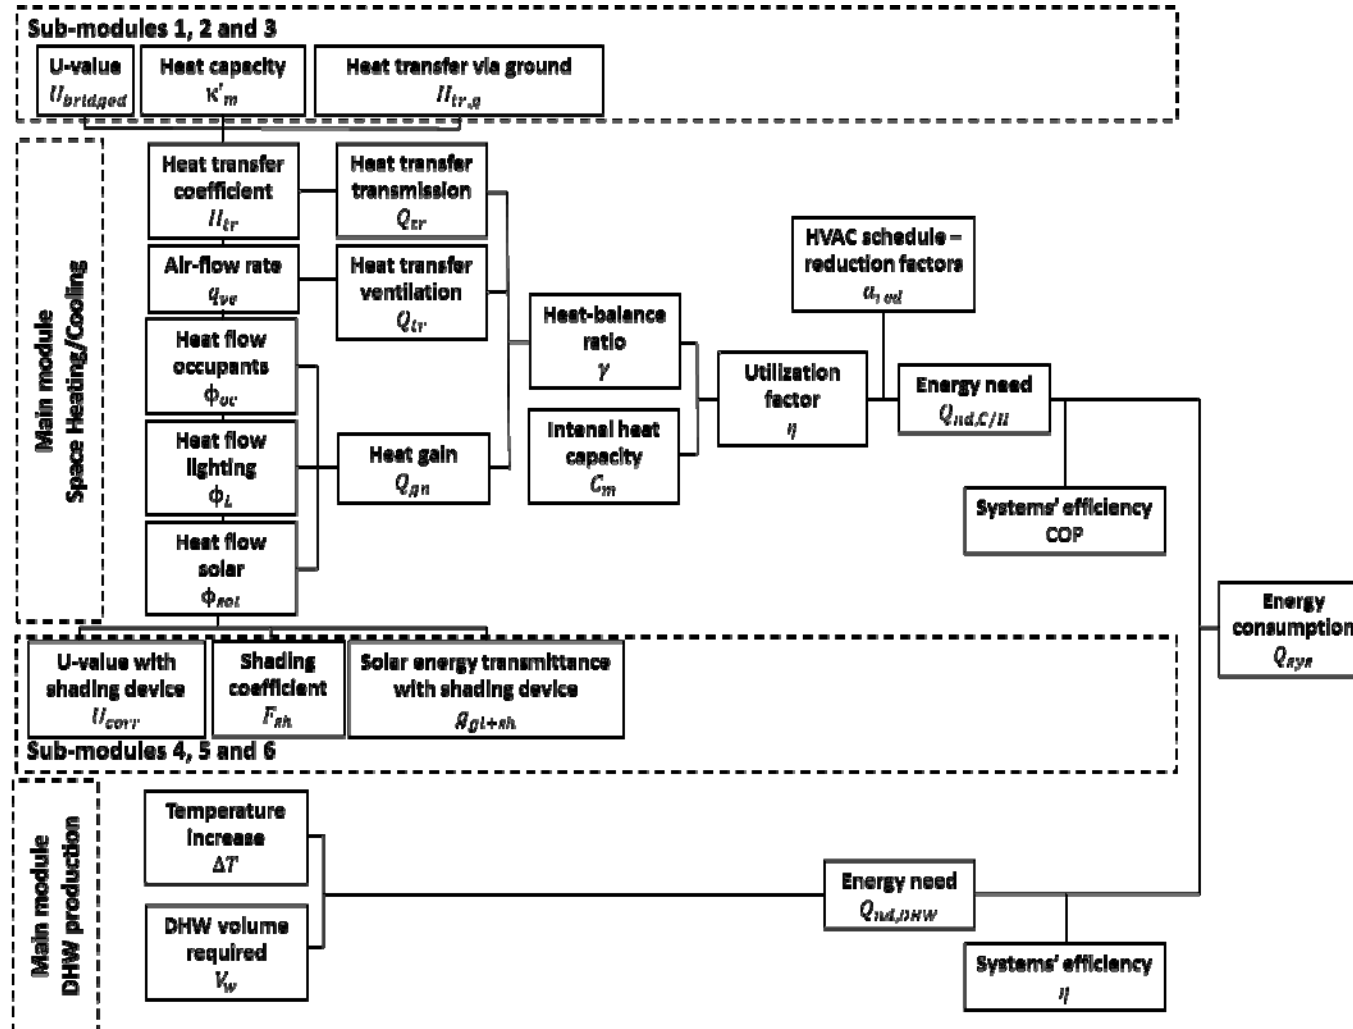 Sub-modules 1, 2 and 3
U-value
U_bridged
Heat capacity
κ'_m
Heat transfer via ground
H_tr,g
Main module
Space Heating/Cooling
Heat transfer
coefficient
H_tr
Heat transfer
transmission
Q_tr
Air-flow rate
q_ve
Heat transfer
ventilation
Q_tr
Heat flow
occupants
ϕ_oc
Heat flow
lighting
ϕ_L
Heat flow
solar
ϕ_sol
Heat gain
Q_gn
Heat-balance
ratio
γ
Intenal heat
capacity
C_m
Utilization
factor
η
HVAC schedule –
reduction factors
a_red
Energy need
Q_nd,C/H
Systems' efficiency
COP
Energy
consumption
Q_sys
U-value with
shading device
U_corr
Shading
coefficient
F_sh
Solar energy transmittance
with shading device
g_gl+sh
Sub-modules 4, 5 and 6
Main module
DHW production
Temperature
increase
ΔT
DHW volume
required
V_w
Energy need
Q_nd,DHW
Systems' efficiency
η